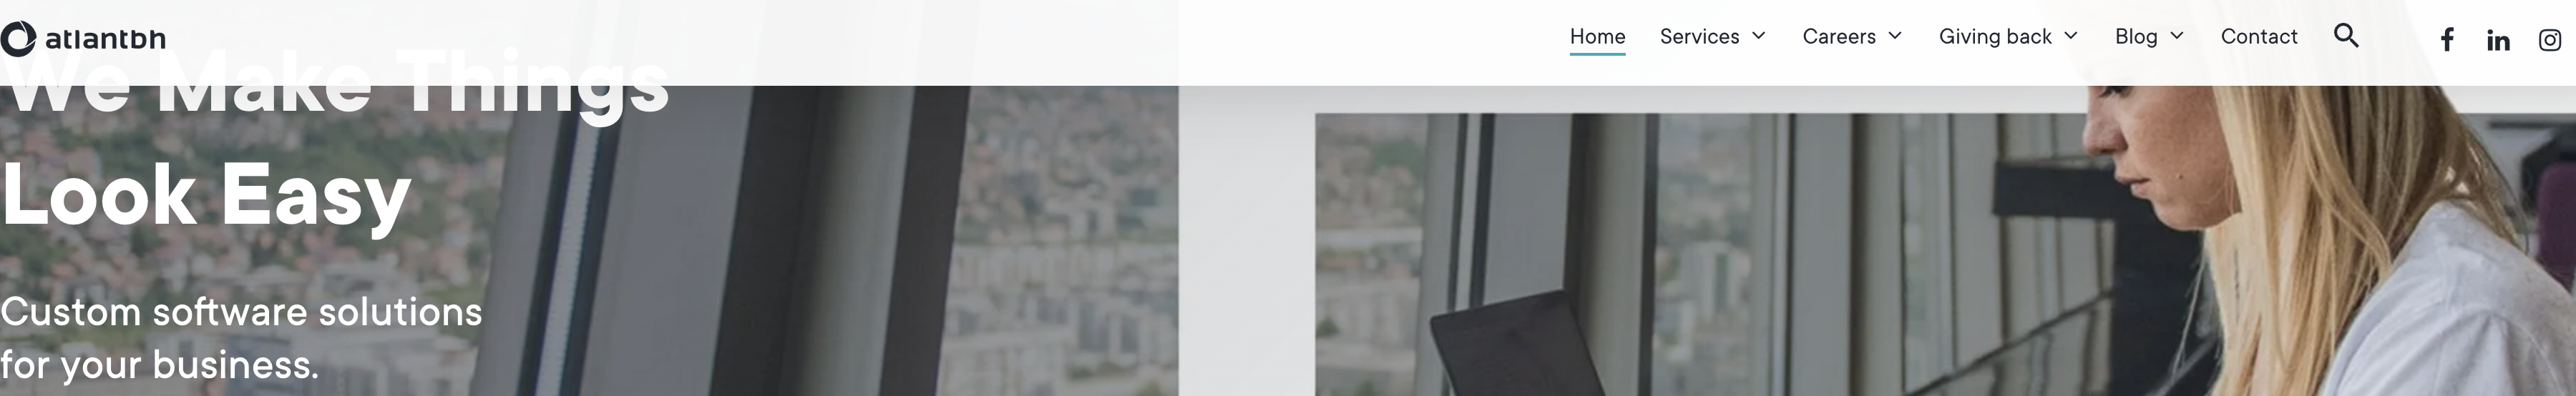 atlantbh
Home Services Careers Giving back Blog Contact
We Make Things
Look Easy
Custom software solutions
for your business.